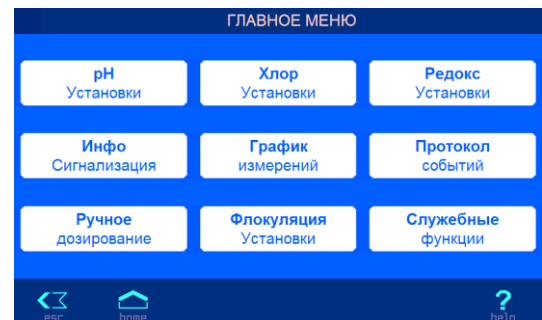 ГЛАВНОЕ МЕНЮ
pH
Установки
Хлор
Установки
Редокс
Установки
Инфо
Сигнализация
График
измерений
Протокол
событий
Ручное
дозирование
Флокуляция
Установки
Служебные
функции
esc
home
?
help